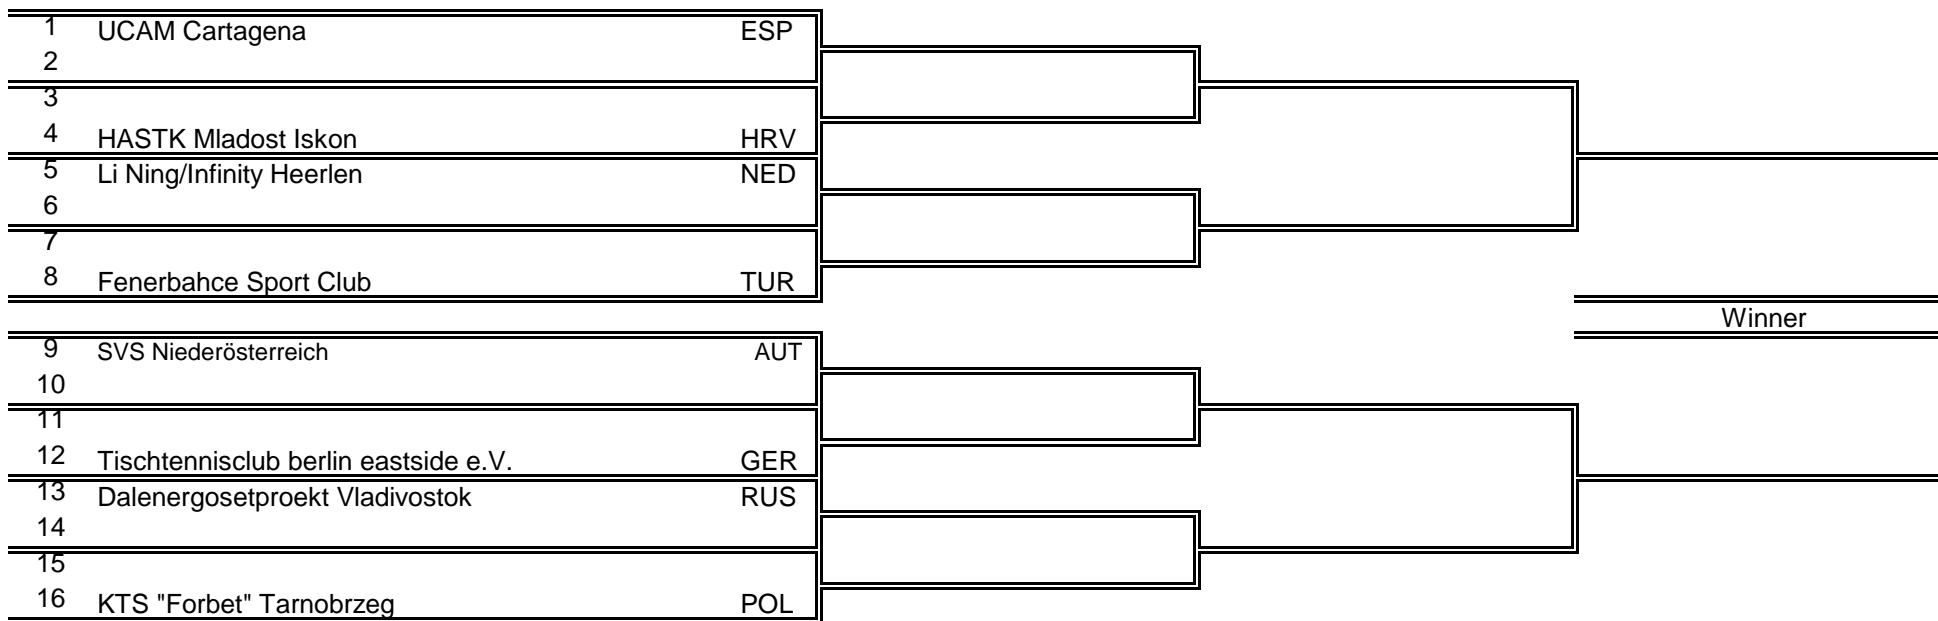 1 UCAM Cartagena ESP
2
3
4 HASTK Mladost Iskon HRV
5 Li Ning/Infinity Heerlen NED
6
7
8 Fenerbahce Sport Club TUR
Winner
9 SVS Niederösterreich AUT
10
11
12 Tischtennisclub berlin eastside e.V. GER
13 Dalenergosetproekt Vladivostok RUS
14
15
16 KTS "Forbet" Tarnobrzeg POL